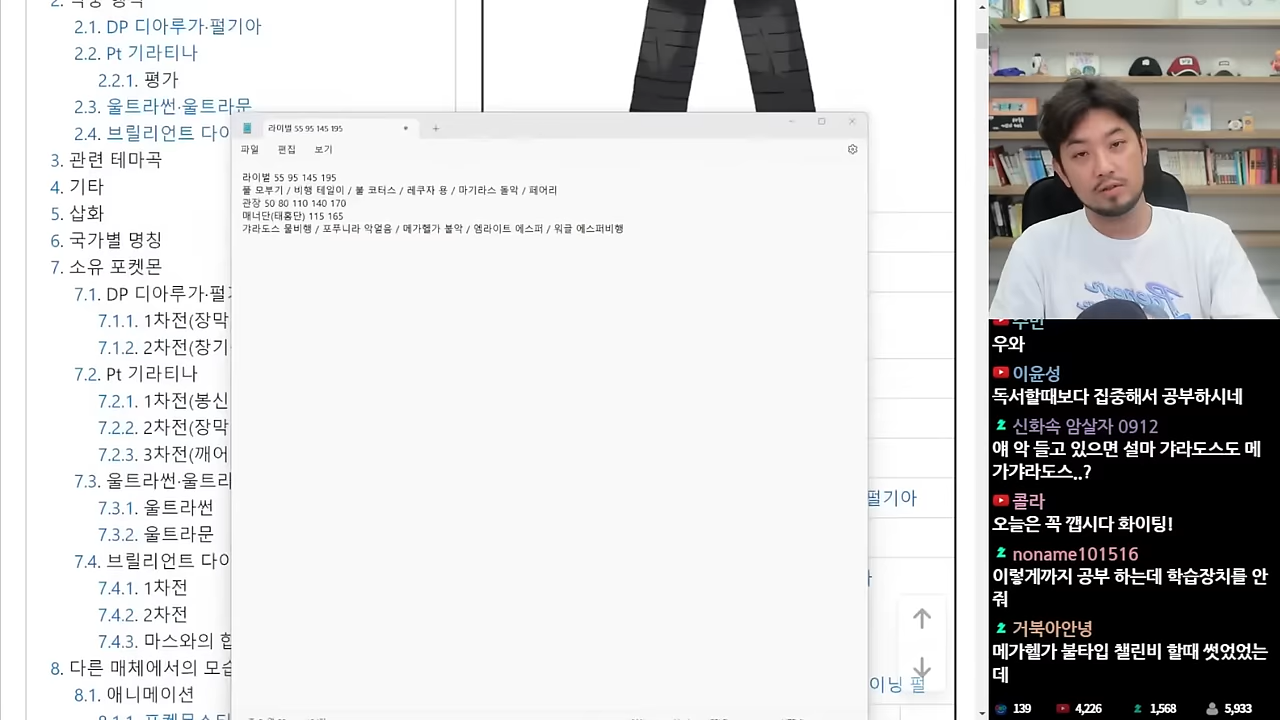 2.1. DP 디아루가·펄기아
2.2. Pt 기라티나
2.2.1. 평가
2.3. 울트라썬·울트라문
2.4. 브릴리언트 다이
3. 관련 테마곡
4. 기타
5. 삽화
6. 국가별 명칭
7. 소유 포켓몬
7.1. DP 디아루가·펄기
7.1.1. 1차전(장막
7.1.2. 2차전(창기
7.2. Pt 기라티나
7.2.1. 1차전(봉신
7.2.2. 2차전(장막
7.2.3. 3차전(깨어
7.3. 울트라썬·울트라
7.3.1. 울트라썬
7.3.2. 울트라문
7.4. 브릴리언트 다이
7.4.1. 1차전
7.4.2. 2차전
7.4.3. 마스와의 합
8. 다른 매체에서의 모습
8.1. 애니메이션
라이벌 55 95 145 195
파일 편집 보기
라이벌 55 95 145 195
풀 모부기 / 비행 테일이 / 불 코터스 / 레쿠자 용 / 마기라스 돌악 / 페어리
관장 50 80 110 140 170
매너단(태홍단) 115 165
갸라도스 물비행 / 포푸니라 악얼음 / 메가헬가 불악 / 엠라이트 에스퍼 / 워글 에스퍼비행
펄기아
이닝 펄
우와
이윤성
독서할때보다 집중해서 공부하시네
신화속 암살자 0912
얘 악 들고 있으면 설마 갸라도스도 메
가갸라도스..?
콜라
오늘은 꼭 깹시다 화이팅!
noname101516
이렇게까지 공부 하는데 학습장치를 안
줘
거북아안녕
메가헬가 불타입 챌린비 할때 썻었었는
데
139 4,226 1,568 5,933